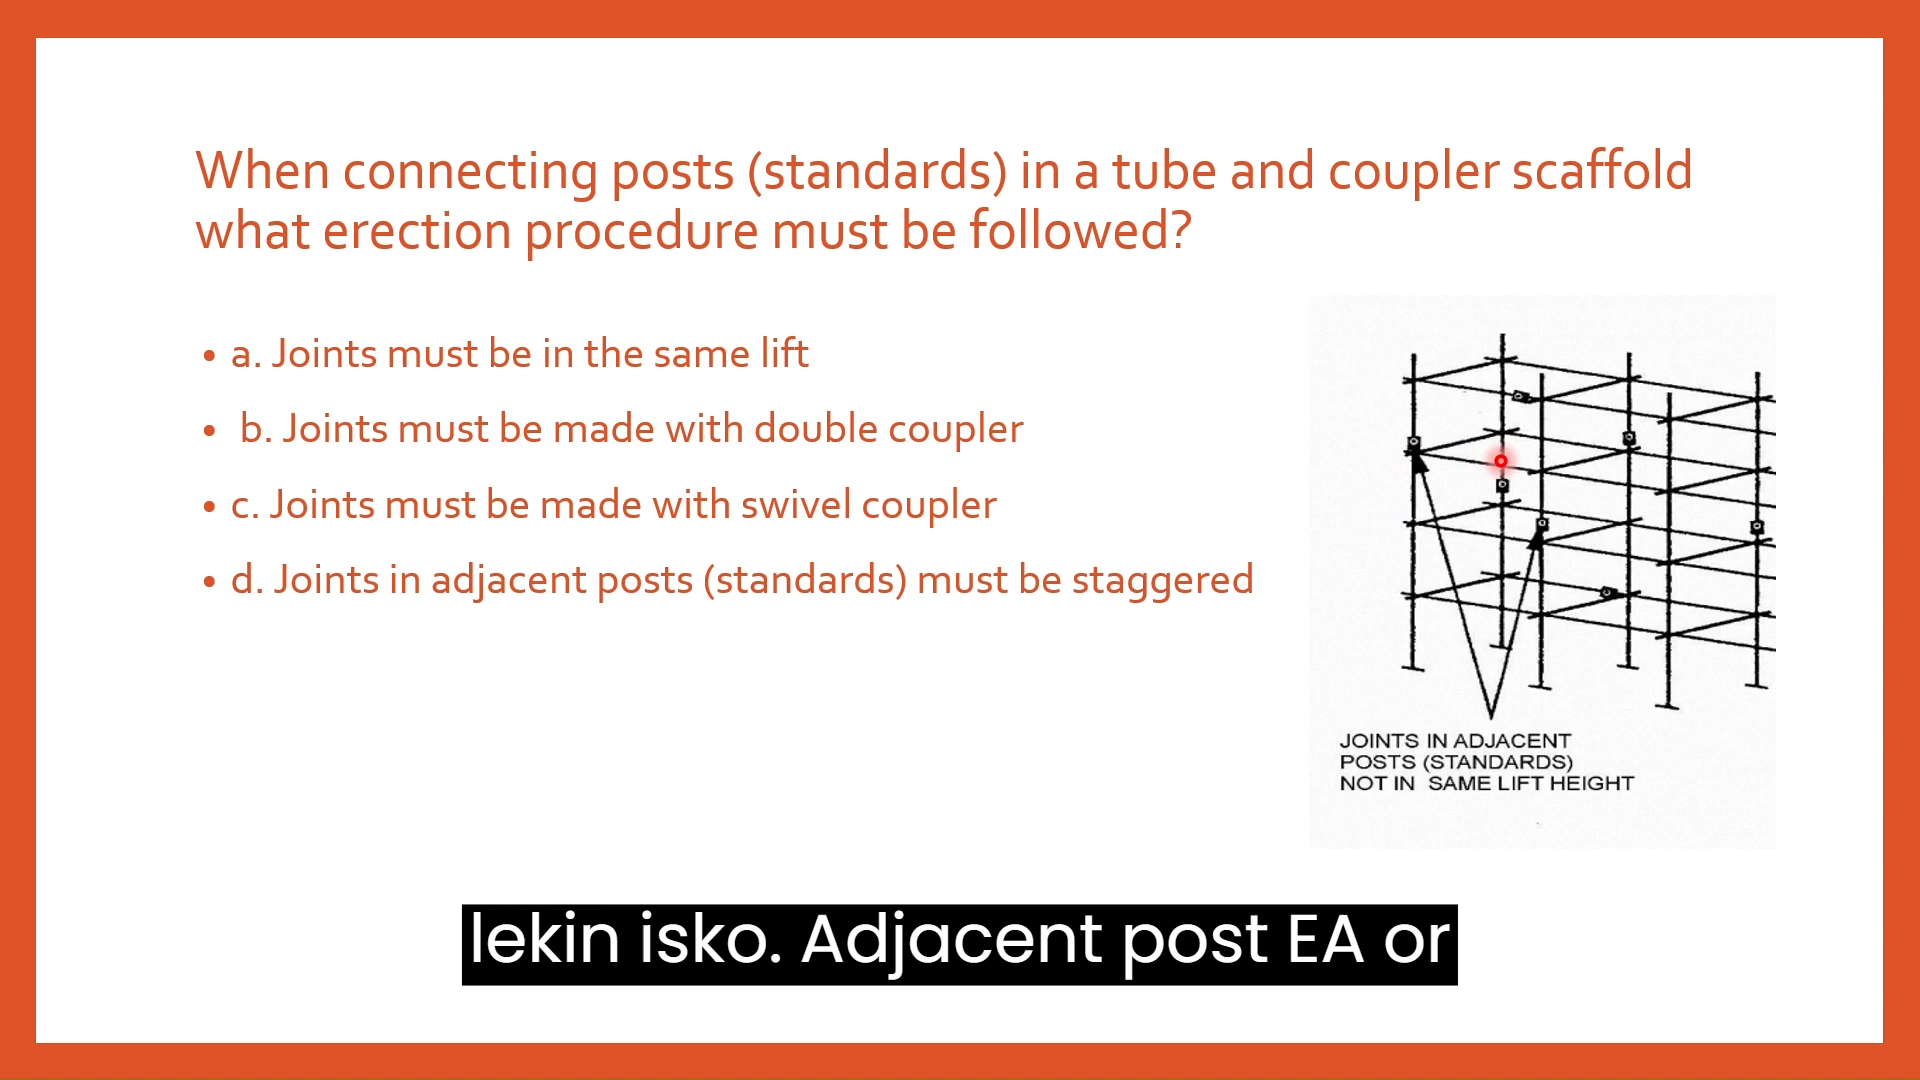 When connecting posts (standards) in a tube and coupler scaffold
what erection procedure must be followed?
• a. Joints must be in the same lift
• b. Joints must be made with double coupler
• c. Joints must be made with swivel coupler
• d. Joints in adjacent posts (standards) must be staggered
JOINTS IN ADJACENT
POSTS (STANDARDS)
NOT IN SAME LIFT HEIGHT
lekin isko. Adjacent post EA or